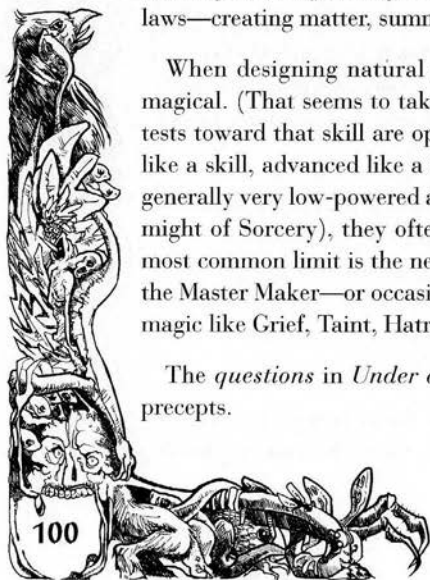 laws—creating matter, summ
When designing natural
magical. (That seems to tak
tests toward that skill are op
like a skill, advanced like a
generally very low-powered a
might of Sorcery), they ofte
most common limit is the ne
the Master Maker—or occasi
magic like Grief, Taint, Hatr
The questions in Under
precepts.
100